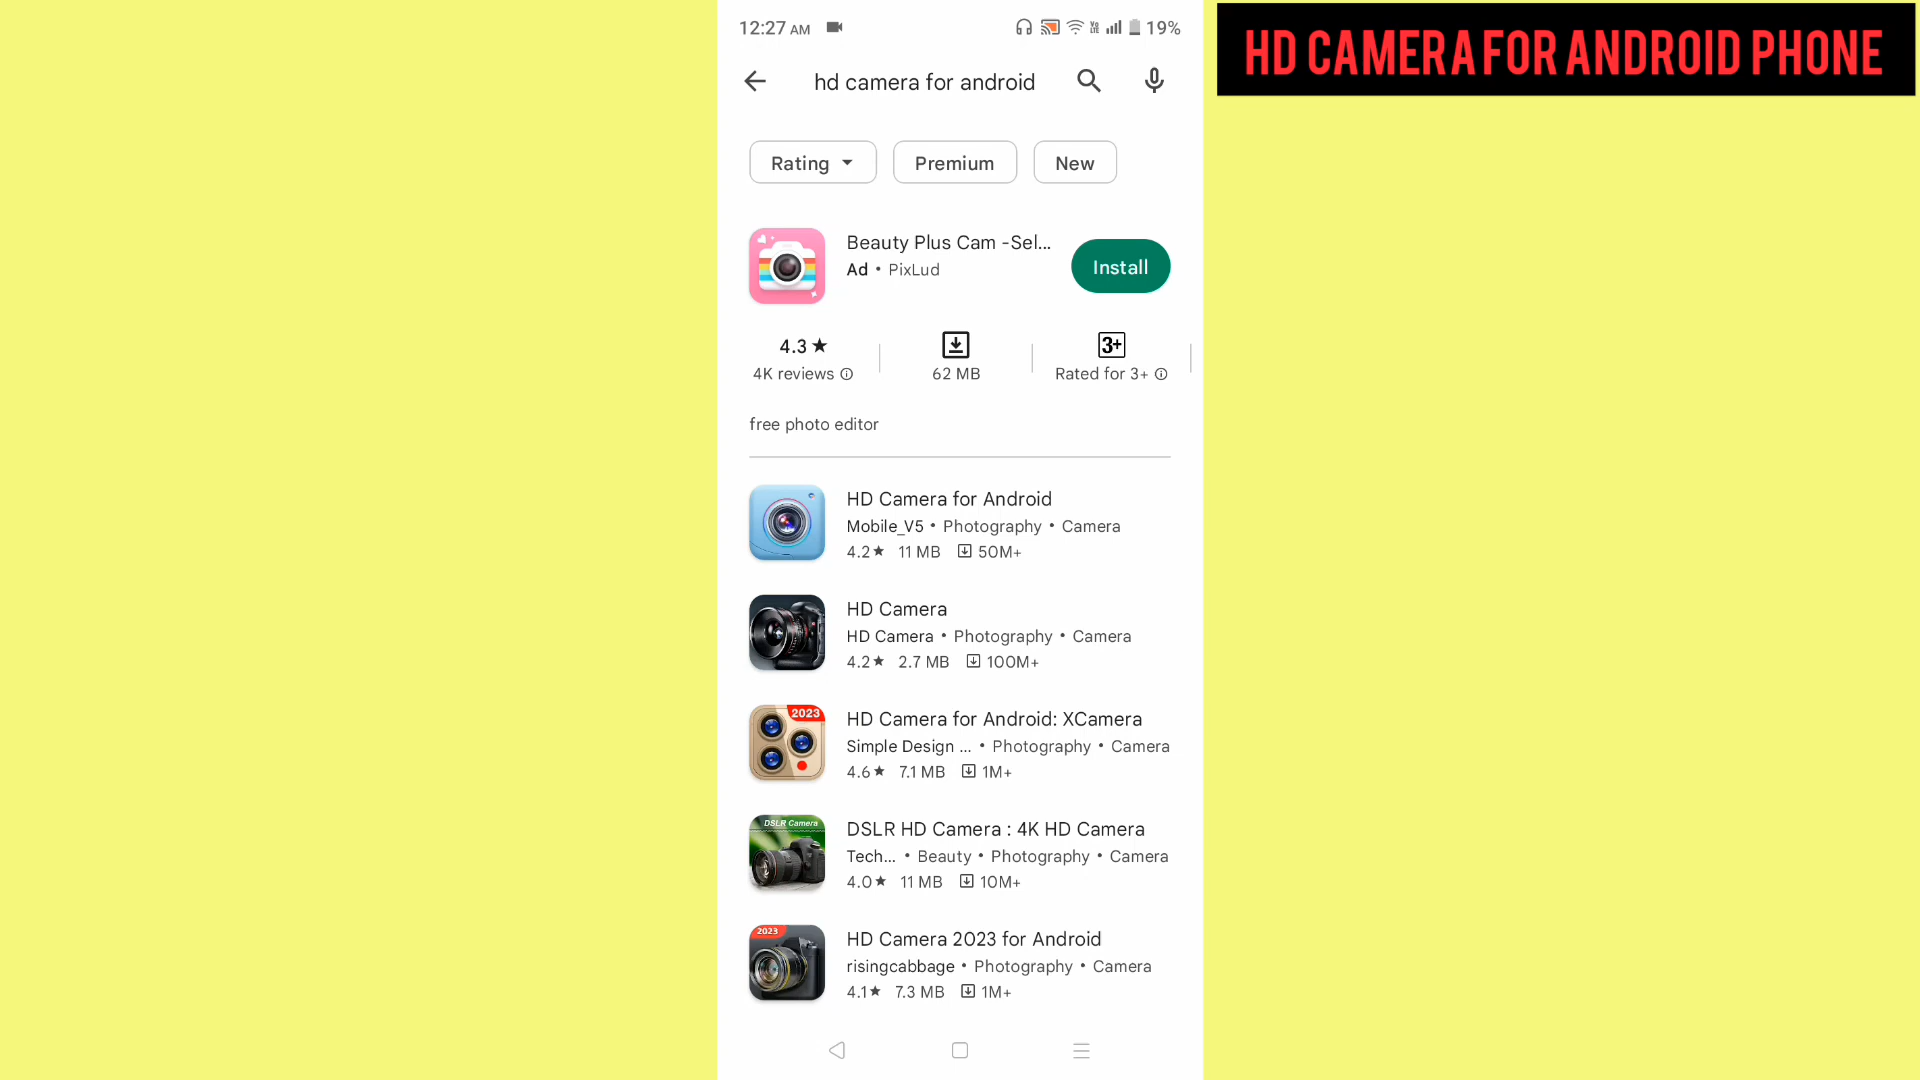 12:27 AM
19%
HD CAMERA FOR ANDROID PHONE
hd camera for android
Rating
Premium
New
Beauty Plus Cam -Sel...
Ad • PixLud
Install
4.3★
4K reviews
62 MB
3+
Rated for 3+
free photo editor
HD Camera for Android
Mobile_V5 • Photography • Camera
4.2★ 11 MB 50M+
HD Camera
HD Camera • Photography • Camera
4.2★ 2.7 MB 100M+
2023
HD Camera for Android: XCamera
Simple Design ... • Photography • Camera
4.6★ 7.1 MB 1M+
DSLR Camera
DSLR HD Camera : 4K HD Camera
Tech... • Beauty • Photography • Camera
4.0★ 11 MB 10M+
2023
HD Camera 2023 for Android
risingcabbage • Photography • Camera
4.1★ 7.3 MB 1M+